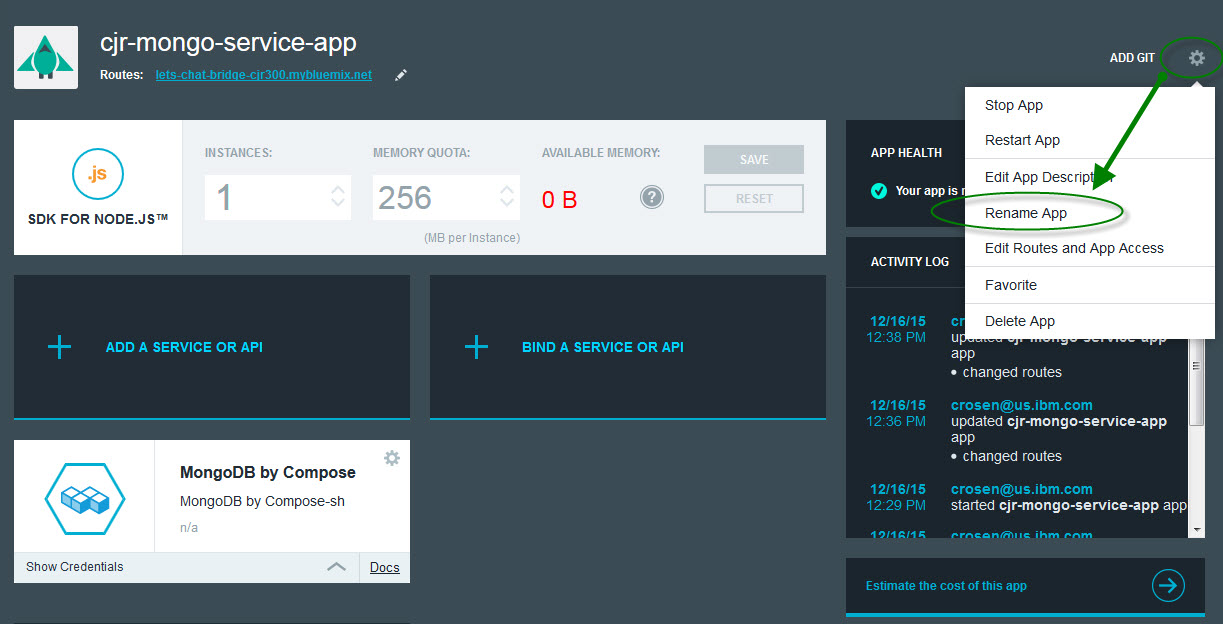 cjr-mongo-service-app
Routes: lets-chat-bridge-cjr300.mybluemix.net
ADD GIT
Stop App
Restart App
Edit App Description
Rename App
Edit Routes and App Access
Favorite
Delete App
.js
SDK FOR NODE.JS™
INSTANCES:
1
MEMORY QUOTA:
256
(MB per Instance)
AVAILABLE MEMORY:
0 B
?
SAVE
RESET
APP HEALTH
Your app is
ADD A SERVICE OR API
BIND A SERVICE OR API
ACTIVITY LOG
12/16/15
12:38 PM
cr
updated cjr-mongo-service-app
app
• changed routes
12/16/15 crosen@us.ibm.com
12:36 PM updated cjr-mongo-service-app
app
• changed routes
12/16/15 crosen@us.ibm.com
12:29 PM started cjr-mongo-service-app app
12/16/15 crosen@us.ibm.com
MongoDB by Compose
MongoDB by Compose-sh
n/a
Show Credentials
Docs
Estimate the cost of this app